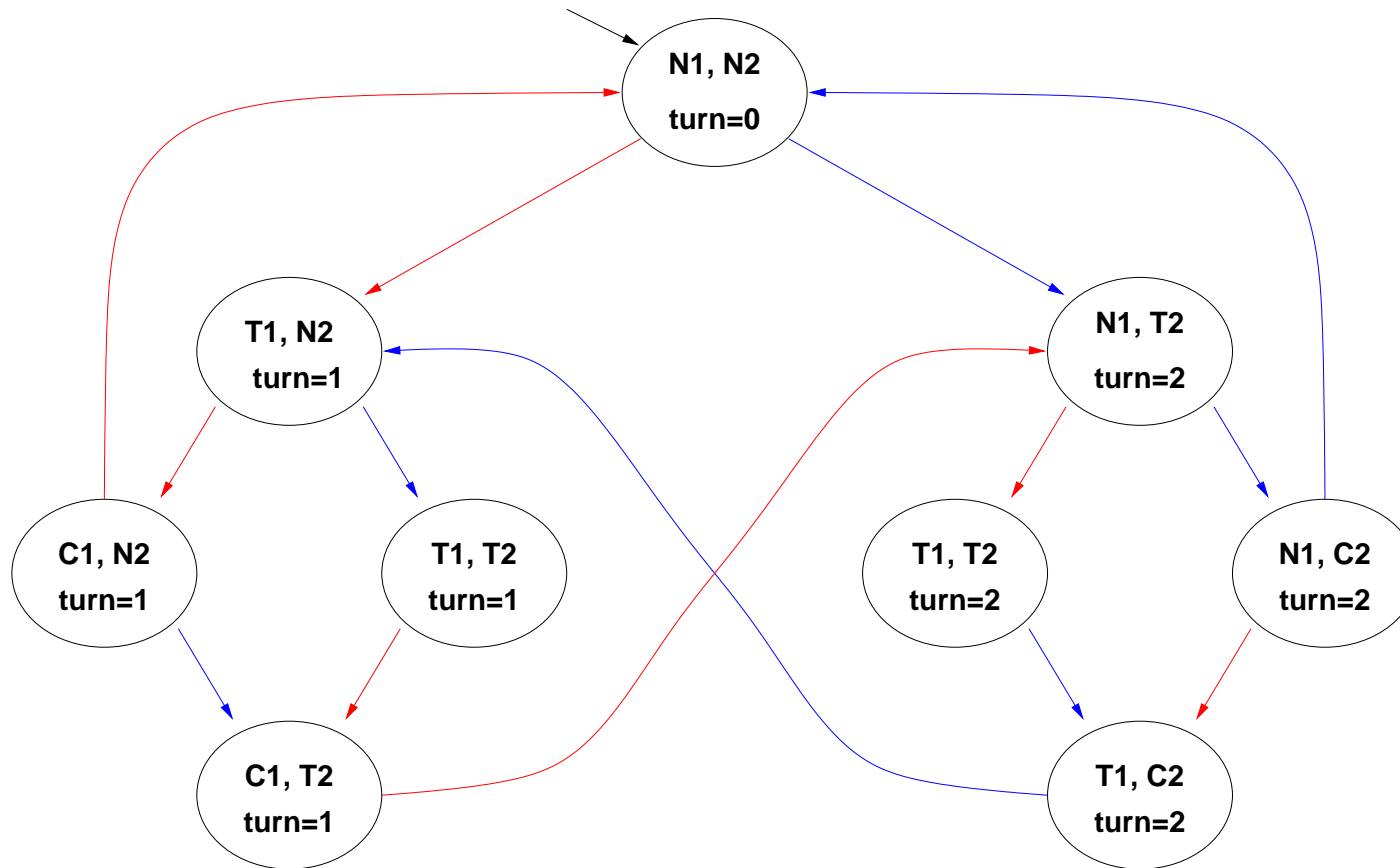 N1, N2
turn=0
T1, N2
turn=1
N1, T2
turn=2
C1, N2
turn=1
T1, T2
turn=1
T1, T2
turn=2
N1, C2
turn=2
C1, T2
turn=1
T1, C2
turn=2